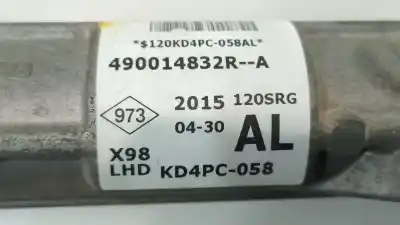 *$120KD4PC-058AL*
490014832R--A
973
2015 120SRG
04-30 AL
X98
LHD KD4PC-058